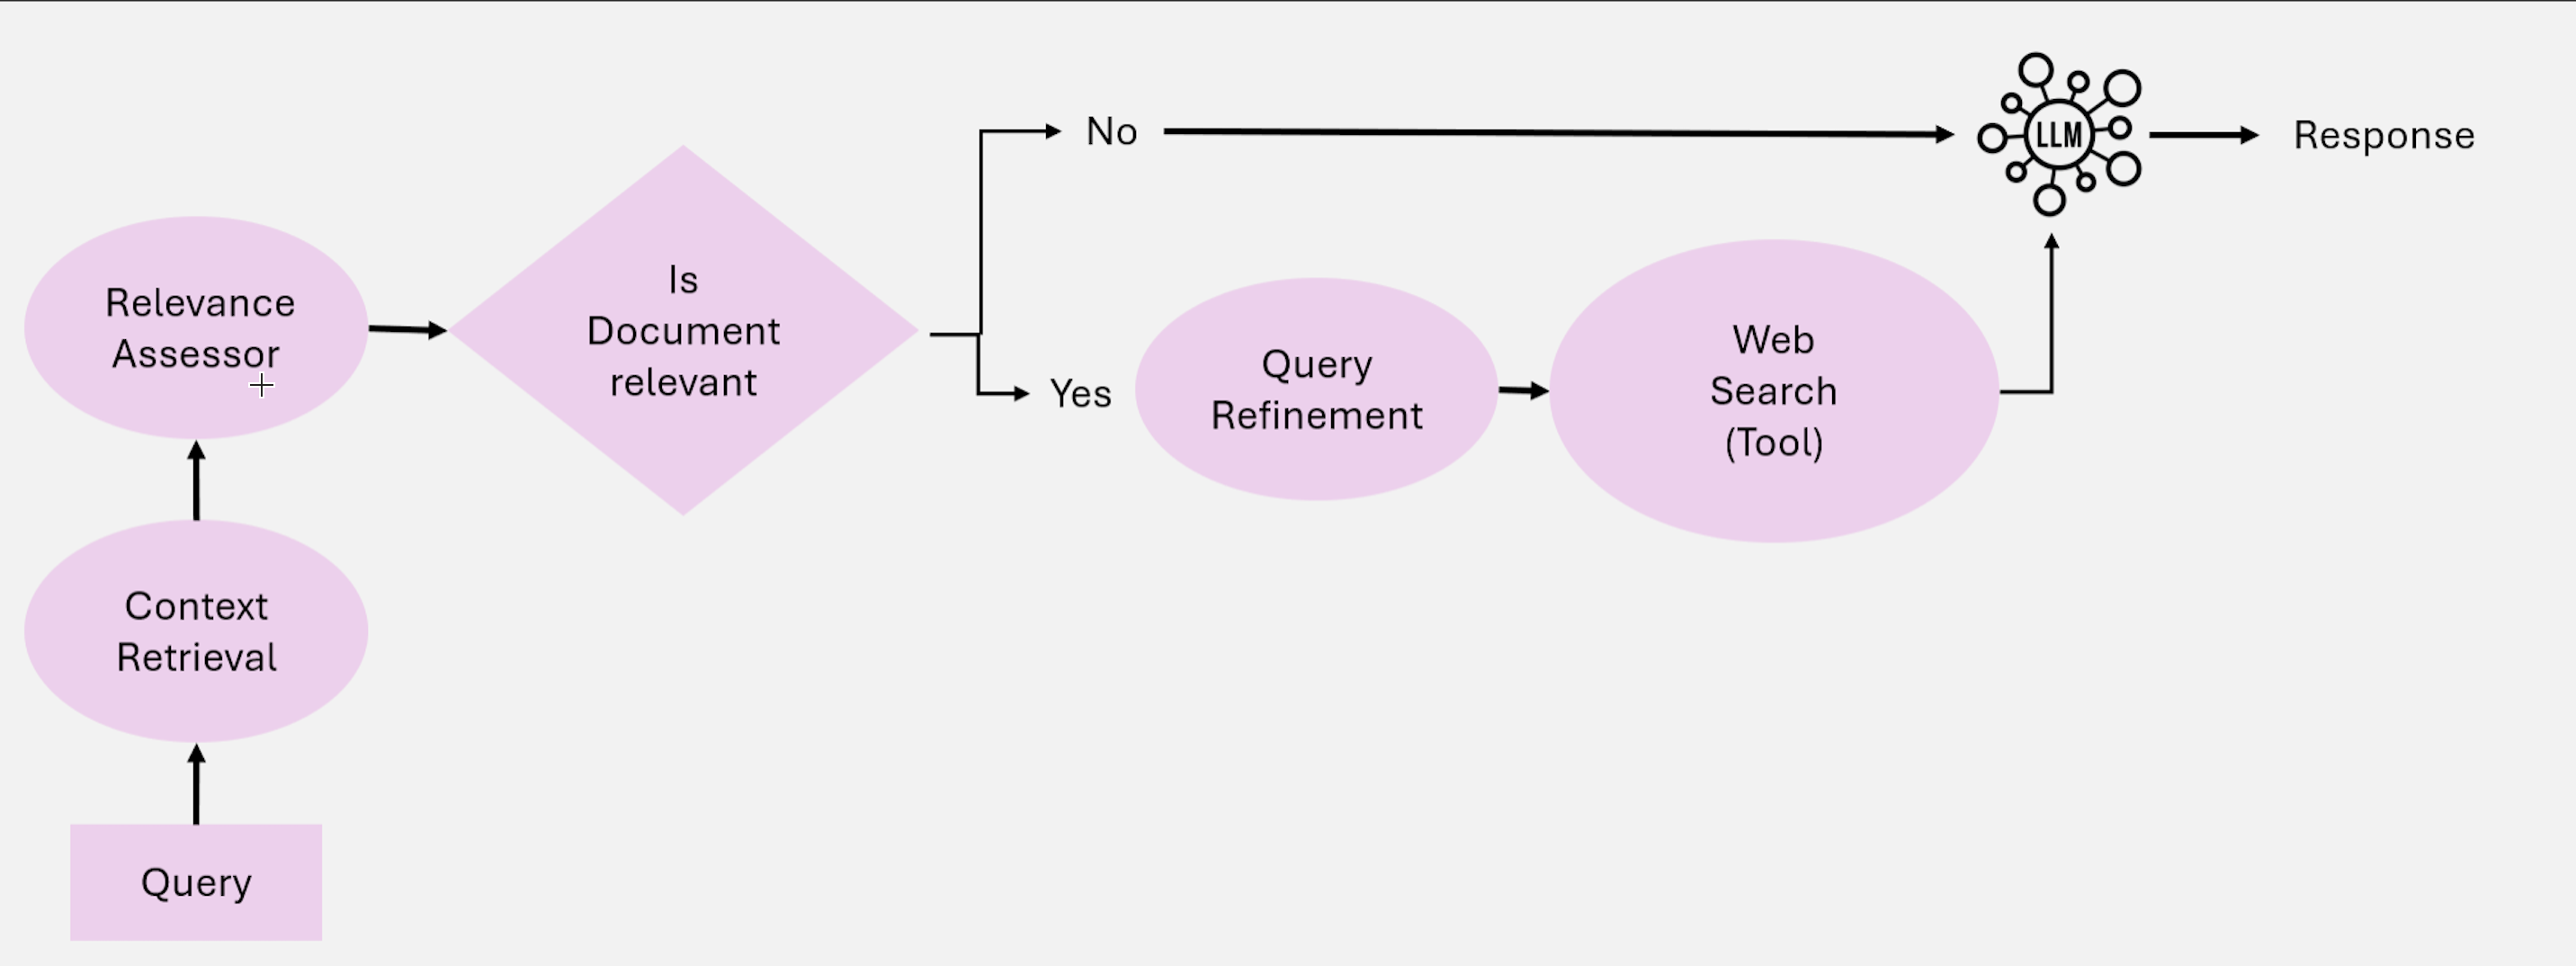 No
LLM
Response
Relevance
Assessor
Is
Document
relevant
Yes
Query
Refinement
Web
Search
(Tool)
Context
Retrieval
Query